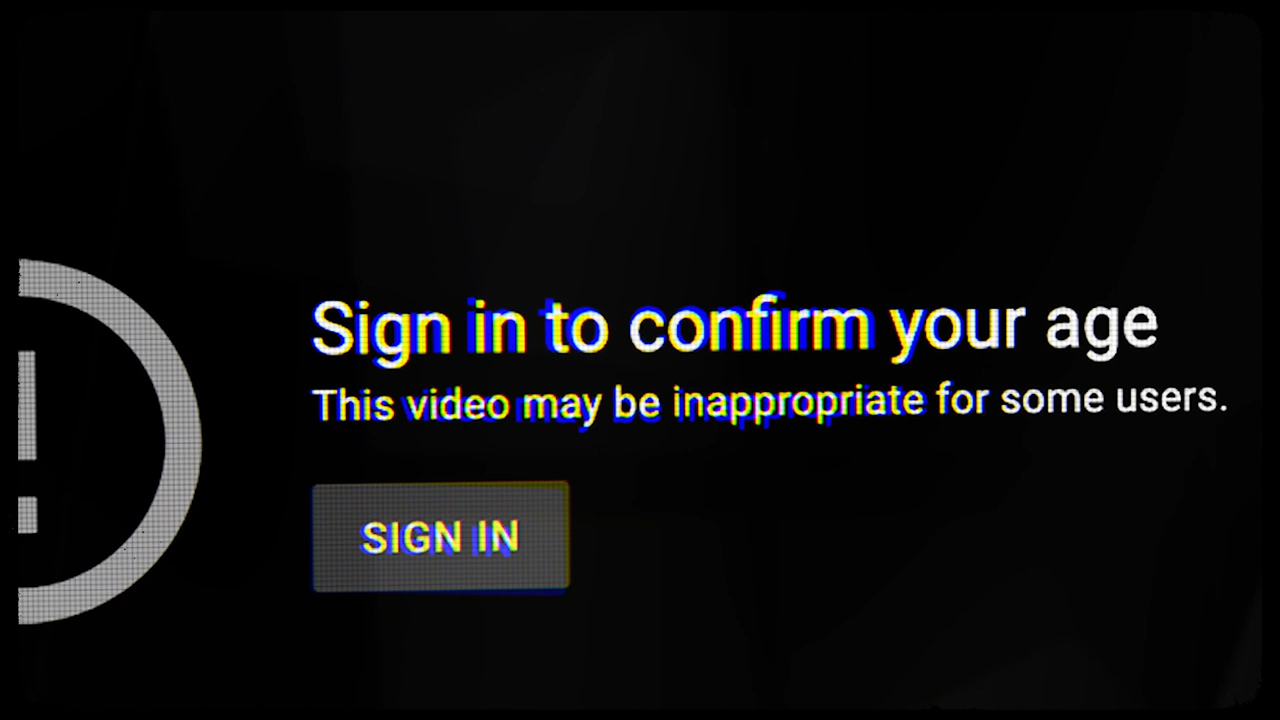 Sign in to confirm your age
This video may be inappropriate for some users.
SIGN IN